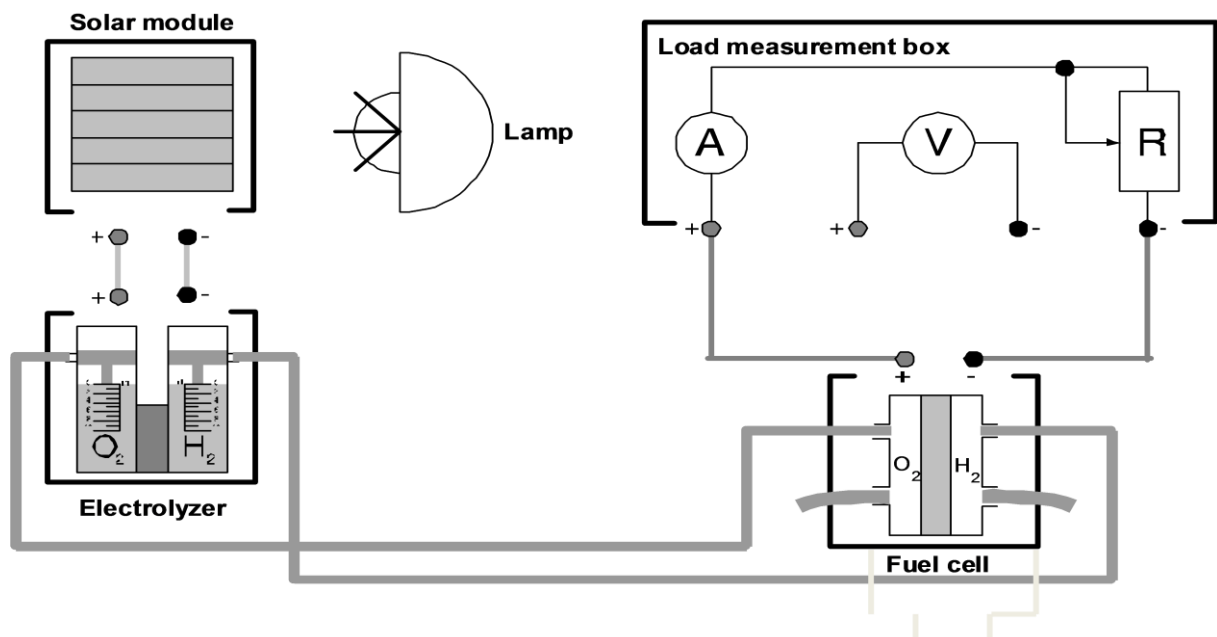 Solar module
Load measurement box
Lamp
A
V
R
+ -
+ - + -
+ -
O2 H2
Electrolyzer
+ -
O2 H2
Fuel cell